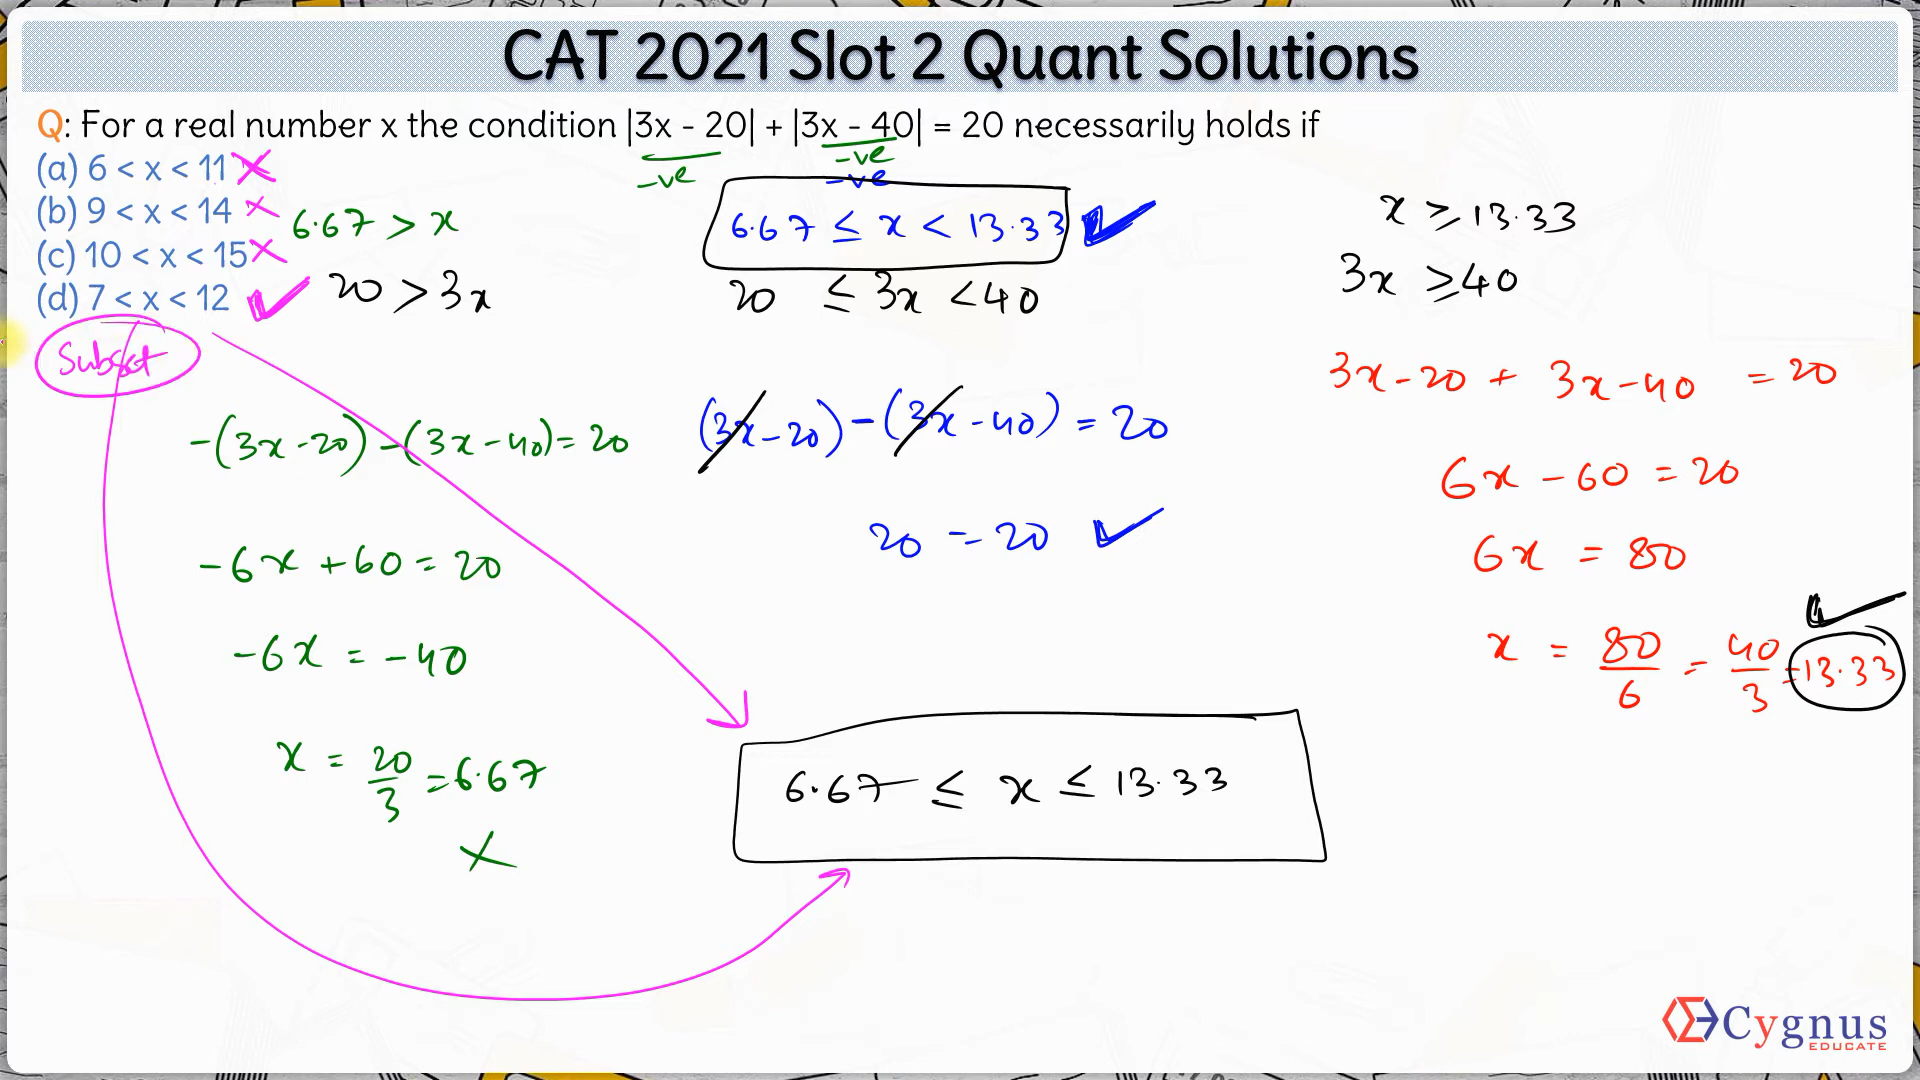 CAT 2021 Slot 2 Quant Solutions
Q: For a real number x the condition |3x - 20| + |3x - 40| = 20 necessarily holds if
-ve
-ve
-ve
(a) 6 < x < 11
(b) 9 < x < 14
(c) 10 < x < 15
(d) 7 < x < 12
Subset
6.67 > x
20 > 3x
-(3x-20) -(3x-40) = 20
-6x +60 = 20
-6x = -40
x = 20/3 = 6.67
6.67 ≤ x < 13.33
20 ≤ 3x < 40
(3x-20) - (3x-40) = 20
20 = 20
6.67 ≤ x ≤ 13.33
x ≥ 13.33
3x ≥ 40
3x-20 + 3x-40 = 20
6x - 60 = 20
6x = 80
x = 80/6 = 40/3 = 13.33
Cygnus
EDUCATE